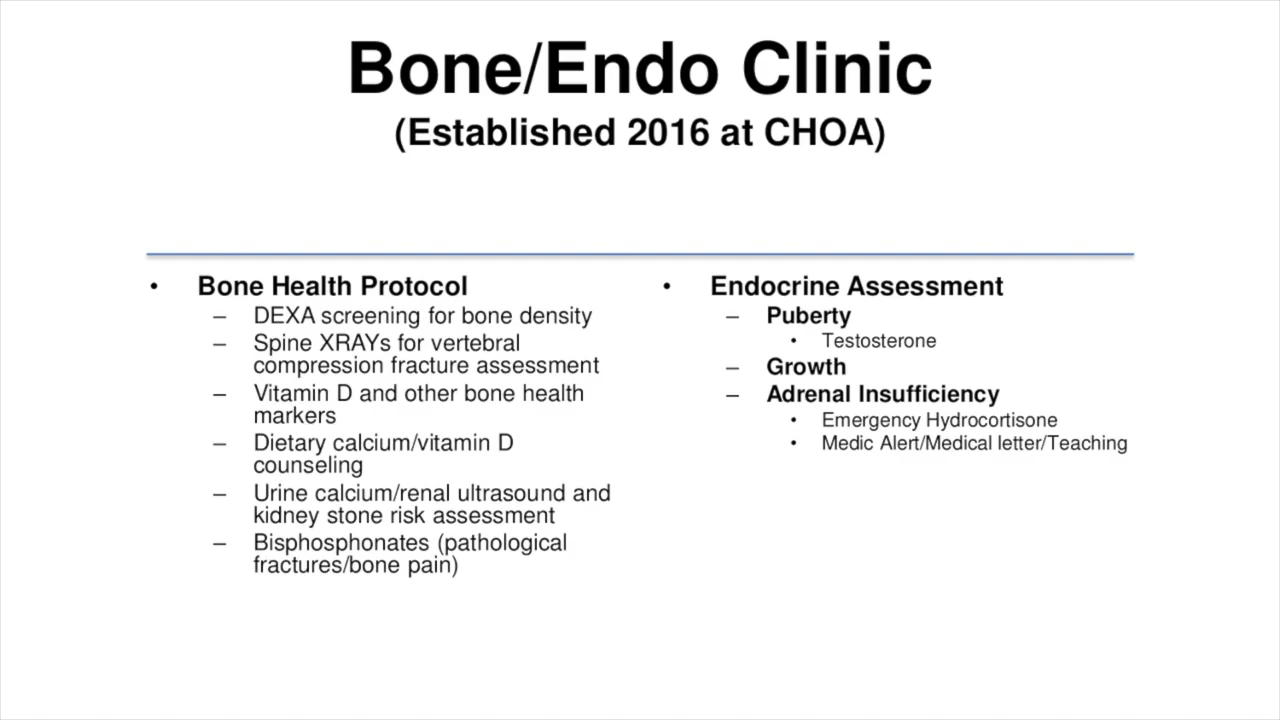 Bone/Endo Clinic
(Established 2016 at CHOA)
• Bone Health Protocol
– DEXA screening for bone density
– Spine XRAYs for vertebral
compression fracture assessment
– Vitamin D and other bone health
markers
– Dietary calcium/vitamin D
counseling
– Urine calcium/renal ultrasound and
kidney stone risk assessment
– Bisphosphonates (pathological
fractures/bone pain)
• Endocrine Assessment
– Puberty
• Testosterone
– Growth
– Adrenal Insufficiency
• Emergency Hydrocortisone
• Medic Alert/Medical letter/Teaching